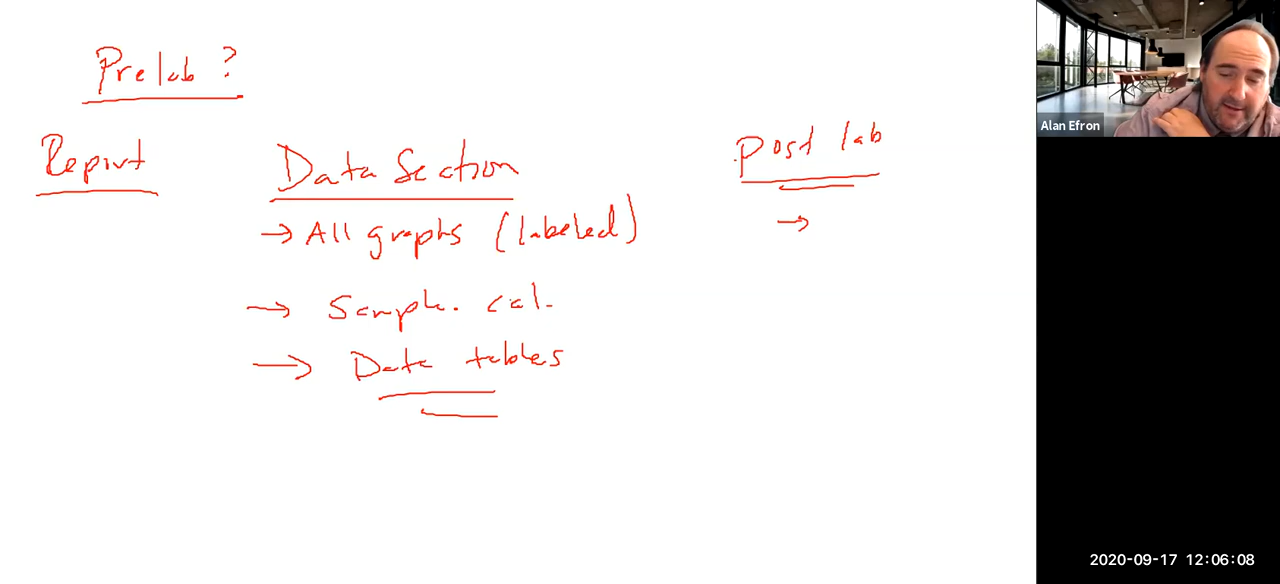 Prelab ?
Report
Data Section
→ All graphs (labeled)
→ Sample. cal.
→ Data tables
Post lab
→
Alan Efron
2020-09-17 12:06:08